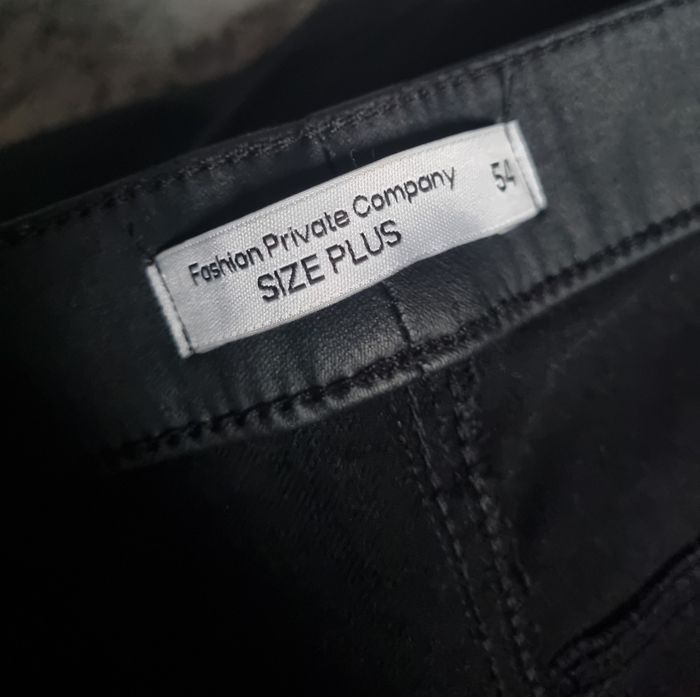 Fashion Private Company 54
SIZE PLUS